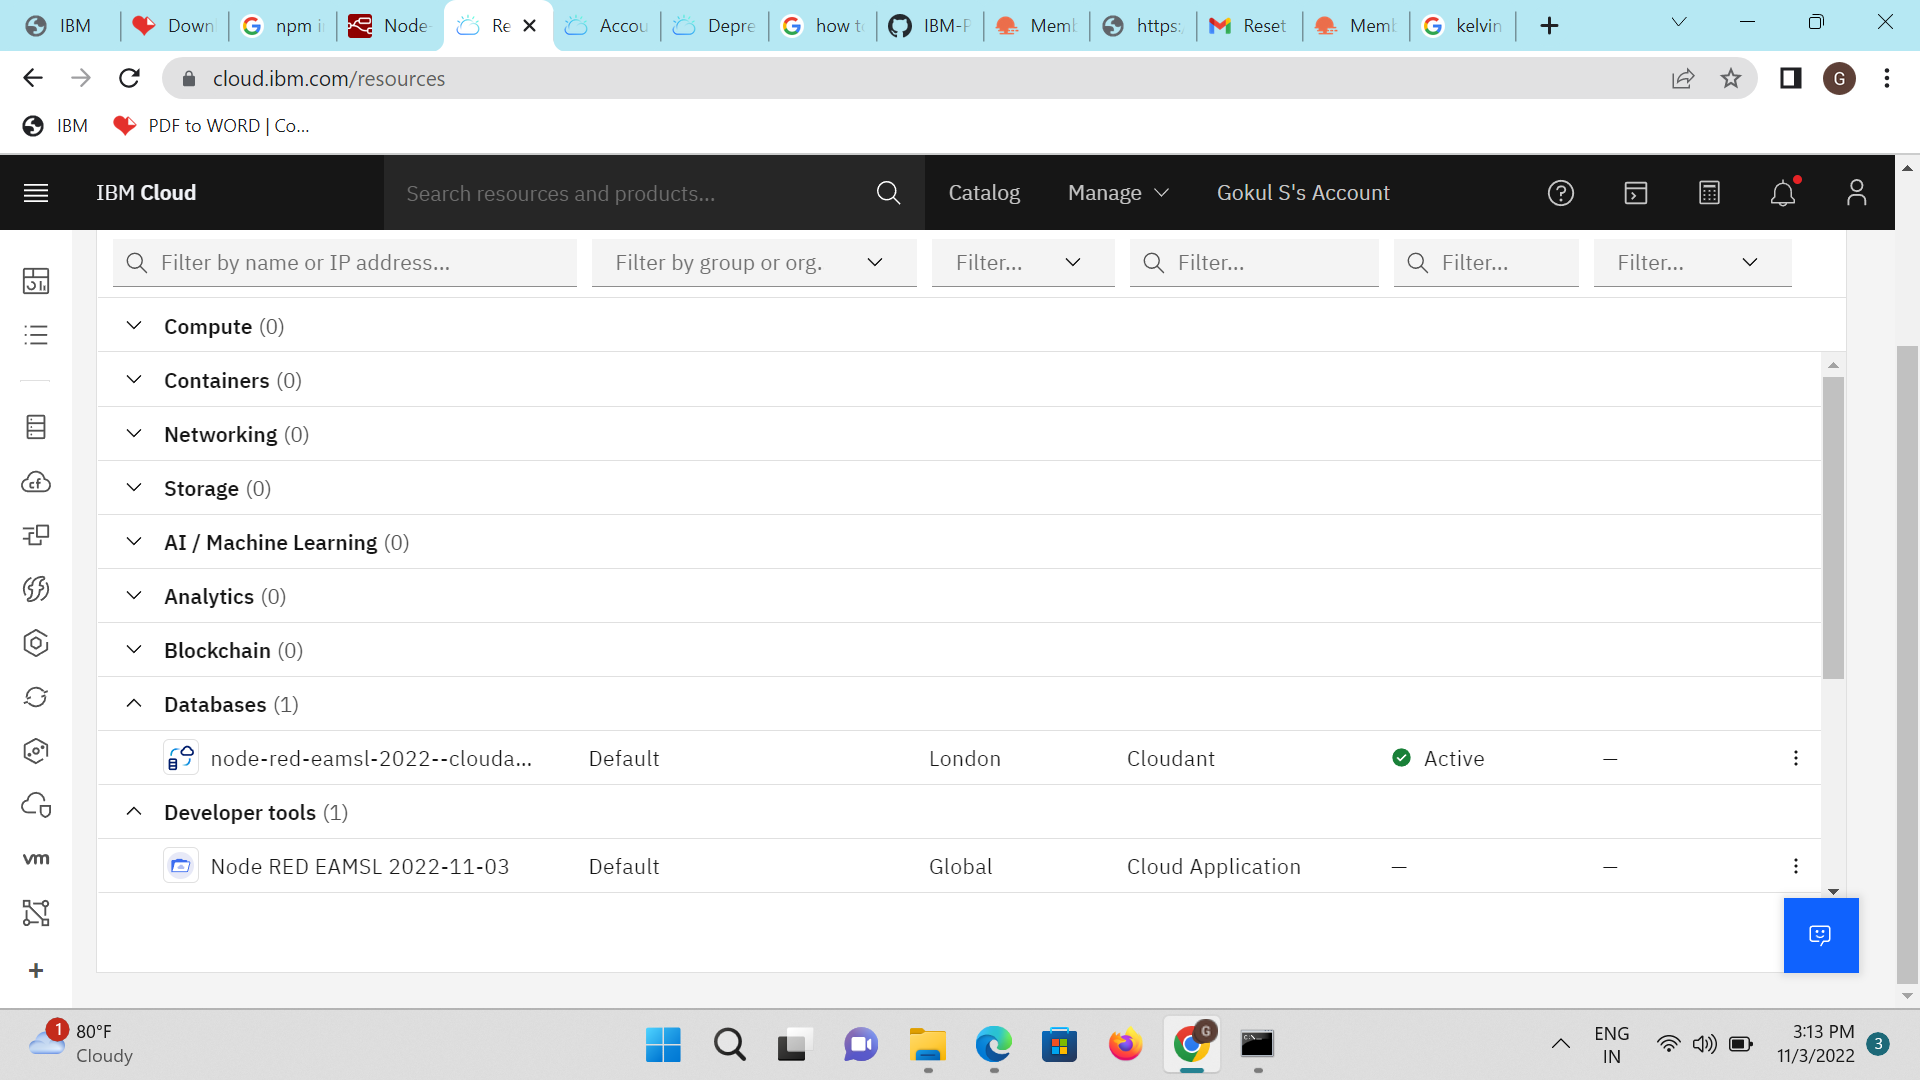 IBM
Down
npm i
Node-
Re
Accou
Depre
how to
IBM-P
Memb
https:/
Reset
Memb
kelvin
cloud.ibm.com/resources
G
IBM
PDF to WORD | Co...
IBM Cloud
Search resources and products...
Catalog
Manage
Gokul S's Account
Filter by name or IP address...
Filter by group or org.
Filter...
Filter...
Filter...
Filter...
Compute (0)
Containers (0)
Networking (0)
Storage (0)
AI / Machine Learning (0)
Analytics (0)
Blockchain (0)
Databases (1)
node-red-eamsl-2022--clouda... Default London Cloudant Active –
Developer tools (1)
Node RED EAMSL 2022-11-03 Default Global Cloud Application – –
cf
vm
1
80°F
Cloudy
G
ENG
IN
3:13 PM
11/3/2022
3